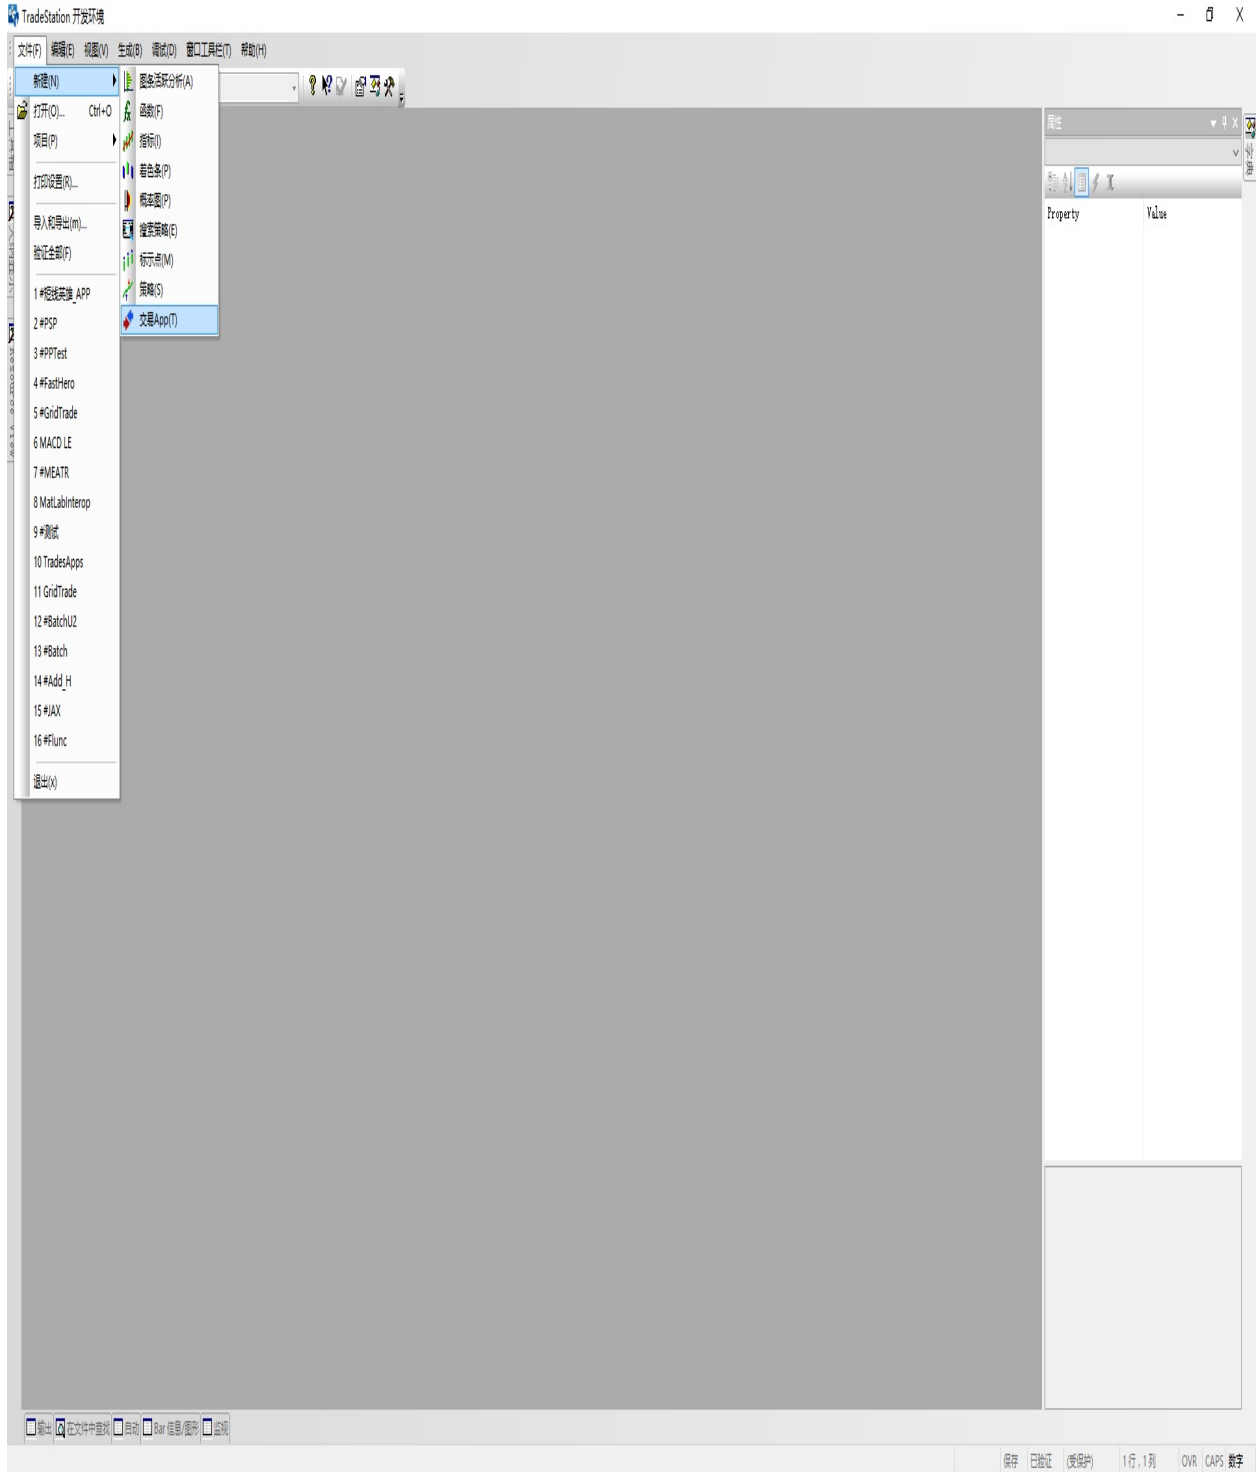 TradeStation 开发环境
文件(F) 编辑(E) 视图(V) 生成(B) 调试(D) 窗口工具栏(T) 帮助(H)
新建(N)
打开(O)... Ctrl+O
项目(P)
打印设置(R)...
导入和导出(m)...
验证全部(F)
1 #短线英雄_APP
2 #PSP
3 #PPTest
4 #FastHero
5 #GridTrade
6 MACD LE
7 #MEATR
8 MatLabInterop
9 #测试
10 TradesApps
11 GridTrade
12 #BatchU2
13 #Batch
14 #Add_H
15 #JAX
16 #Flunc
退出(x)
图条活跃分析(A)
函数(F)
指标(I)
着色条(P)
概率图(P)
搜索策略(E)
标示点(M)
策略(S)
交易App(T)
属性
Property Value
输出 在文件中查找 自动 Bar 信息/图形 监视
保存 已验证 (受保护) 1行 , 1列 OVR CAPS 数字